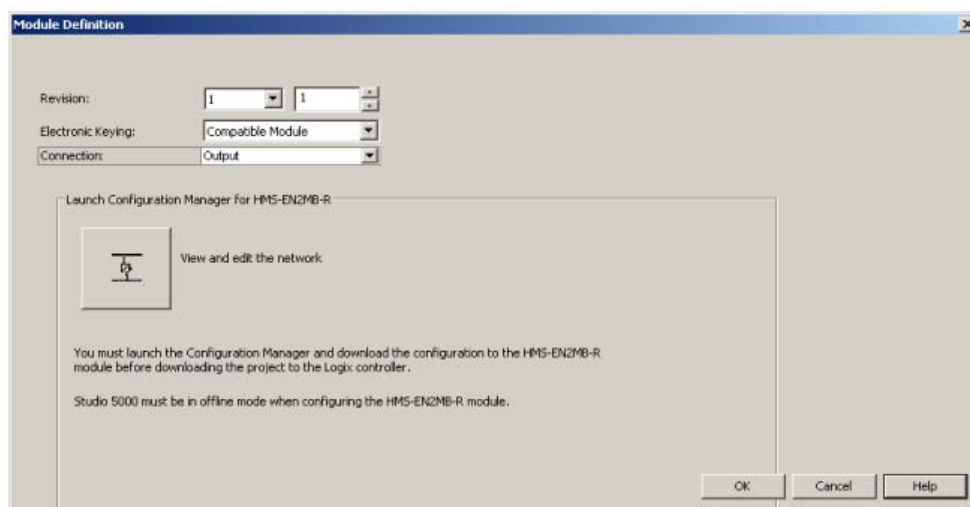 Module Definition
Revision: 1 1
Electronic Keying: Compatible Module
Connection: Output
Launch Configuration Manager for HMS-EN2MB-R
View and edit the network
You must launch the Configuration Manager and download the configuration to the HMS-EN2MB-R
module before downloading the project to the Logix controller.
Studio 5000 must be in offline mode when configuring the HMS-EN2MB-R module.
OK Cancel Help